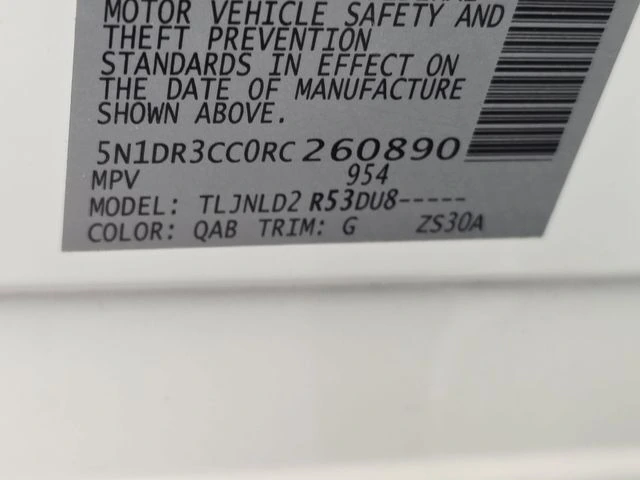 MOTOR VEHICLE SAFETY AND
THEFT PREVENTION
STANDARDS IN EFFECT ON
THE DATE OF MANUFACTURE
SHOWN ABOVE.
5N1DR3CC0RC260890
MPV 954
MODEL: TLJNLD2 R53DU8-----
COLOR: QAB TRIM: G ZS30A